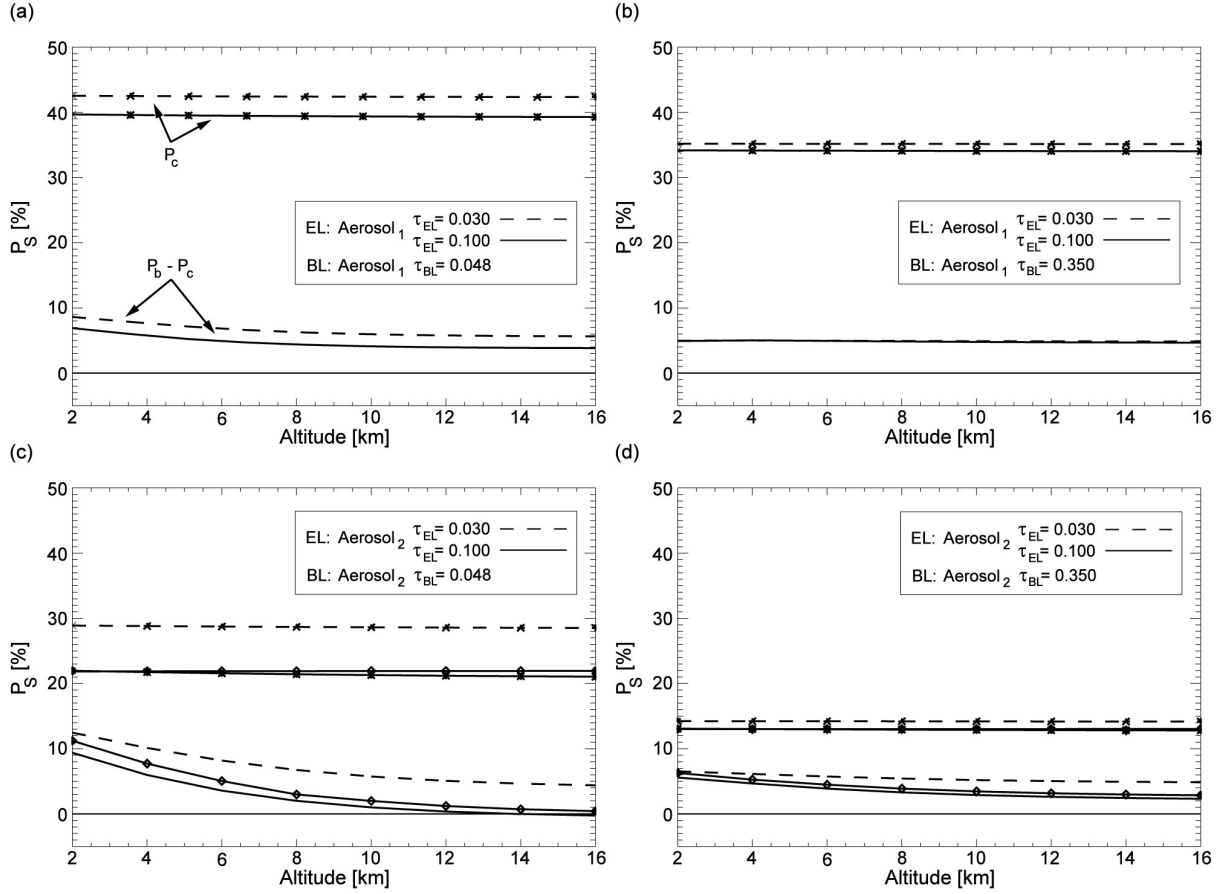 (a)
50
40
30
20
10
0
P_S [%]
P_c
P_b - P_c
EL: Aerosol_1 τ_EL = 0.030
τ_EL = 0.100
BL: Aerosol_1 τ_BL = 0.048
2 4 6 8 10 12 14 16
Altitude [km]
(b)
50
40
30
20
10
0
P_S [%]
EL: Aerosol_1 τ_EL = 0.030
τ_EL = 0.100
BL: Aerosol_1 τ_BL = 0.350
2 4 6 8 10 12 14 16
Altitude [km]
(c)
50
40
30
20
10
0
P_S [%]
EL: Aerosol_2 τ_EL = 0.030
τ_EL = 0.100
BL: Aerosol_2 τ_BL = 0.048
2 4 6 8 10 12 14 16
Altitude [km]
(d)
50
40
30
20
10
0
P_S [%]
EL: Aerosol_2 τ_EL = 0.030
τ_EL = 0.100
BL: Aerosol_2 τ_BL = 0.350
2 4 6 8 10 12 14 16
Altitude [km]